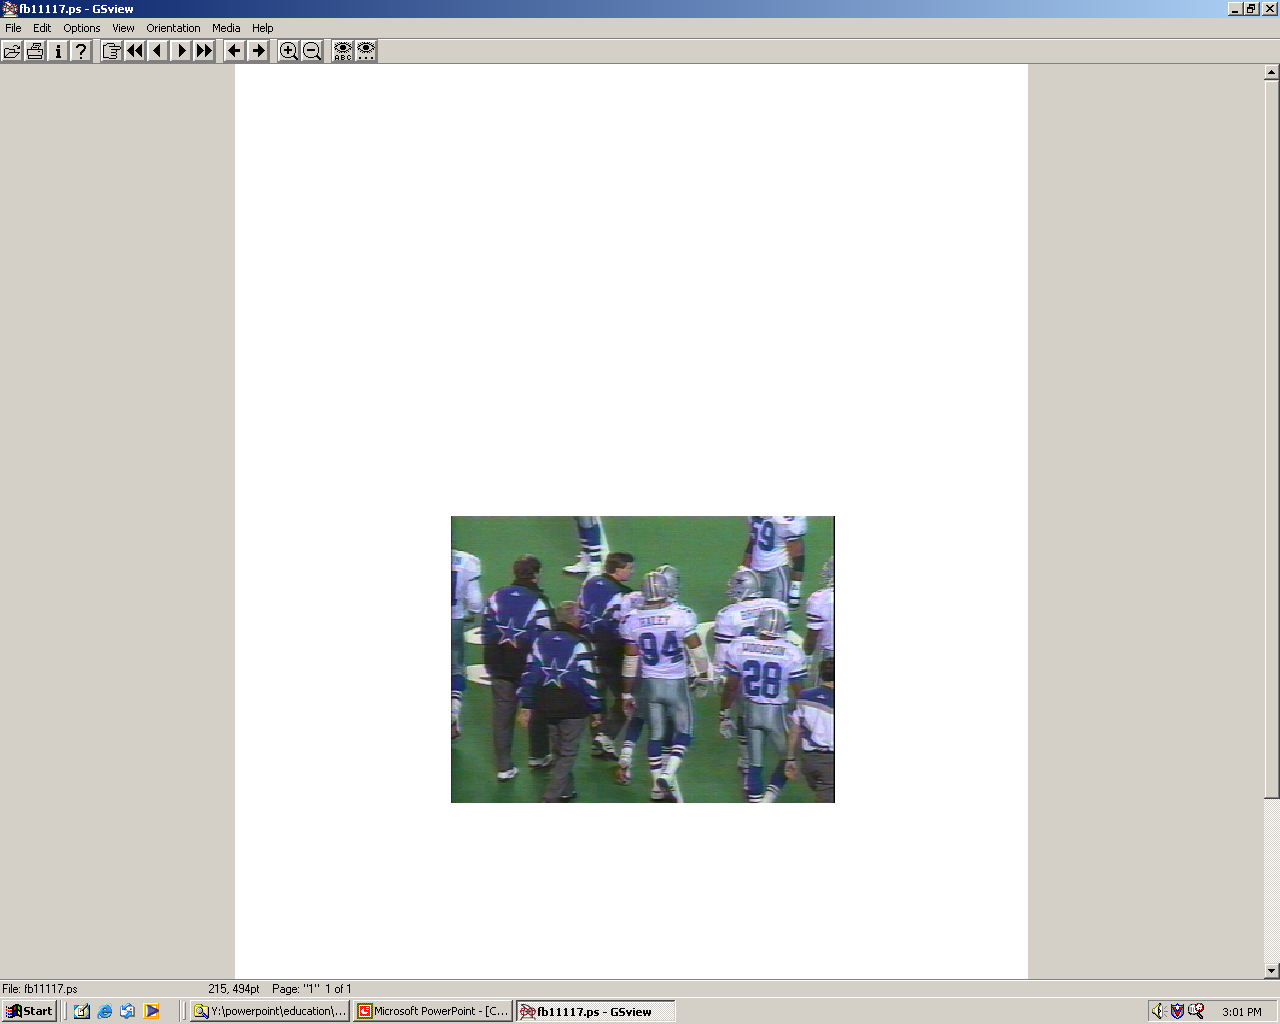 fb11117.ps - GSview
File Edit Options View Orientation Media Help
i ?
ABC
59
HALEY
94
WOODSON
28
File: fb11117.ps 215, 494pt Page: "1" 1 of 1
Start Y:\powerpoint\education\... Microsoft PowerPoint - [C... fb11117.ps - GSview 3:01 PM